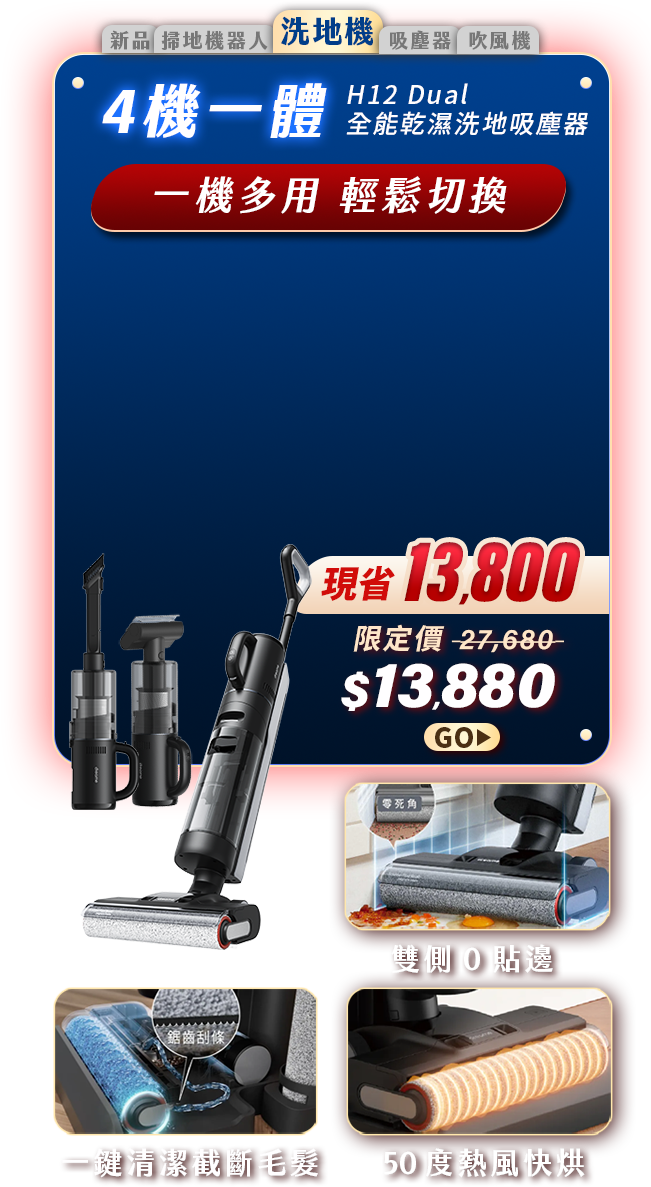 新品 掃地機器人 洗地機 吸塵器 吹風機
4機一體
H12 Dual
全能乾濕洗地吸塵器
一機多用 輕鬆切換
現省 13,800
限定價 27,680
$13,880
GO
零死角
雙側 0 貼邊
鋸齒刮條
一鍵清潔截斷毛髮
50 度熱風快烘